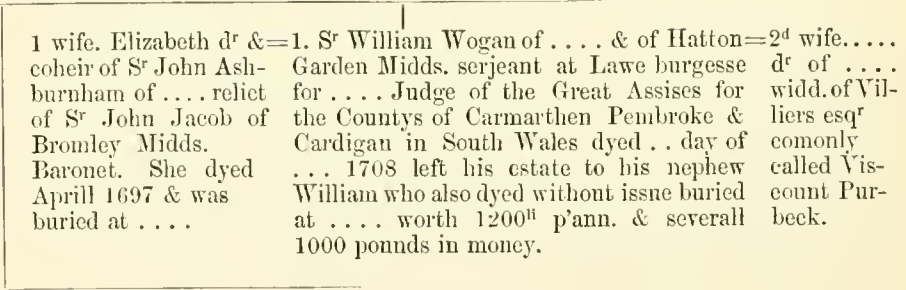 1 wife. Elizabeth dʳ &=
coheir of Sʳ John Ash-
burnham of .... relict
of Sʳ John Jacob of
Bromley Midds.
Baronet. She dyed
Aprill 1697 & was
buried at ....
1. Sʳ William Wogan of .... & of Hatton=
Garden Midds. serjeant at Lawe burgesse
for .... Judge of the Great Assises for
the Countys of Carmarthen Pembroke &
Cardigan in South Wales dyed .. day of
... 1708 left his estate to his nephew
William who also dyed without issue buried
at .... worth 1200ˡⁱ p'ann. & severall
1000 pounds in money.
2ᵈ wife.....
dʳ of ....
widd. of Vil-
liers esqʳ
comonly
called Vis-
count Pur-
beck.